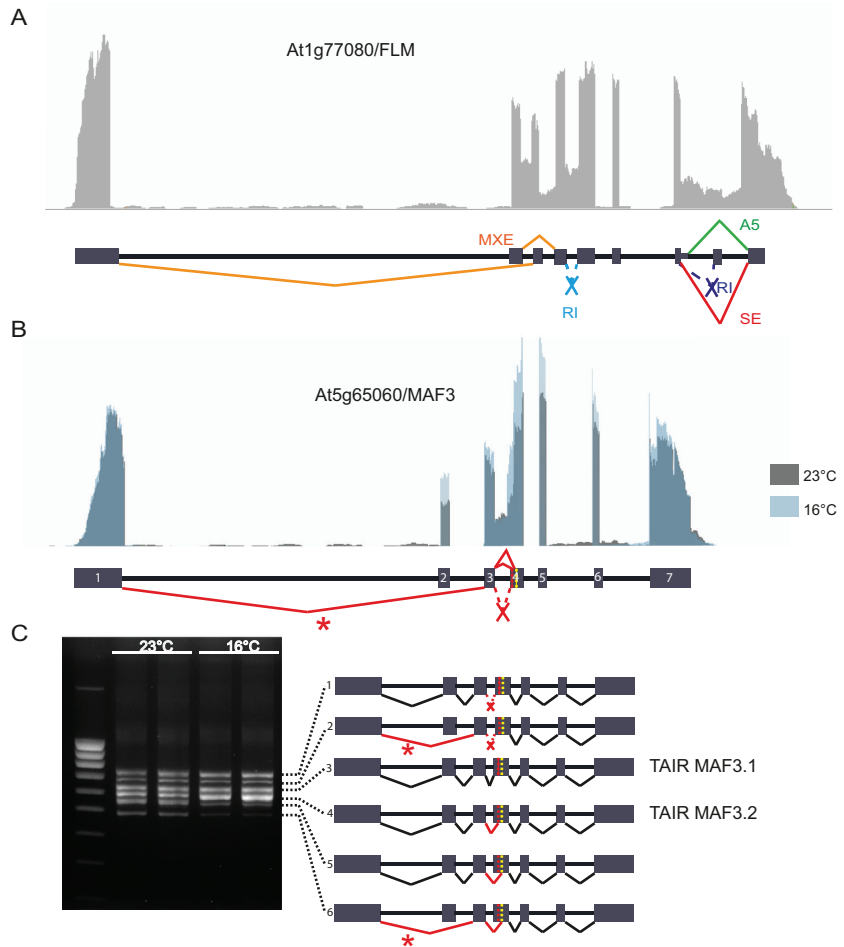 A
At1g77080/FLM
MXE
A5
RI
RI
SE
B
At5g65060/MAF3
23°C
16°C
1 2 3 4 5 6 7
*
C
23°C 16°C
1
2
*
3
TAIR MAF3.1
4
TAIR MAF3.2
5
6
*